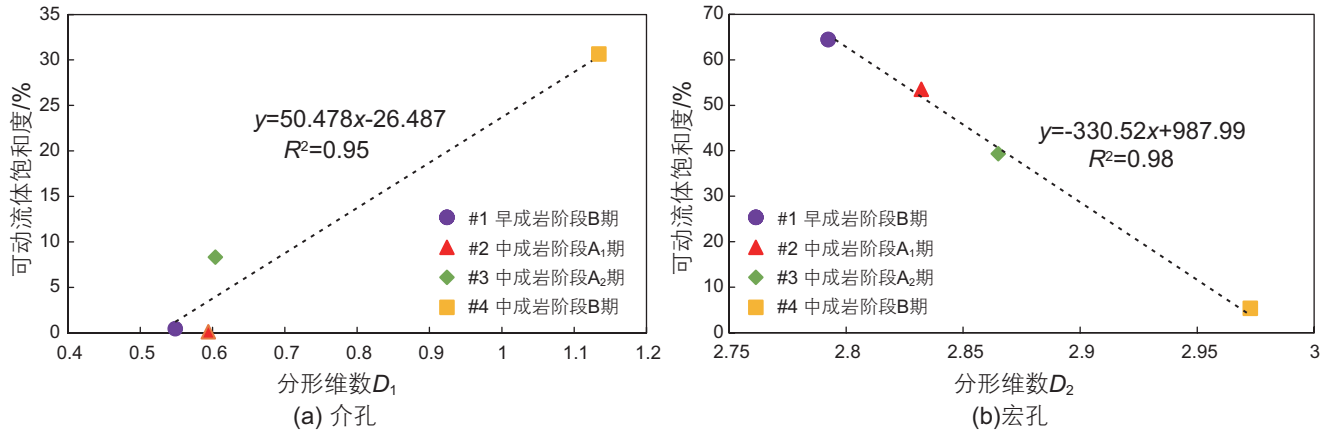 35
30
25
20
15
10
5
0
可动流体饱和度/%
y=50.478x-26.487
R²=0.95
#1 早成岩阶段B期
#2 中成岩阶段A₁期
#3 中成岩阶段A₂期
#4 中成岩阶段B期
0.4 0.5 0.6 0.7 0.8 0.9 1 1.1 1.2
分形维数D₁
(a) 介孔
70
60
50
40
30
20
10
0
可动流体饱和度/%
y=-330.52x+987.99
R²=0.98
#1 早成岩阶段B期
#2 中成岩阶段A₁期
#3 中成岩阶段A₂期
#4 中成岩阶段B期
2.75 2.8 2.85 2.9 2.95 3
分形维数D₂
(b)宏孔